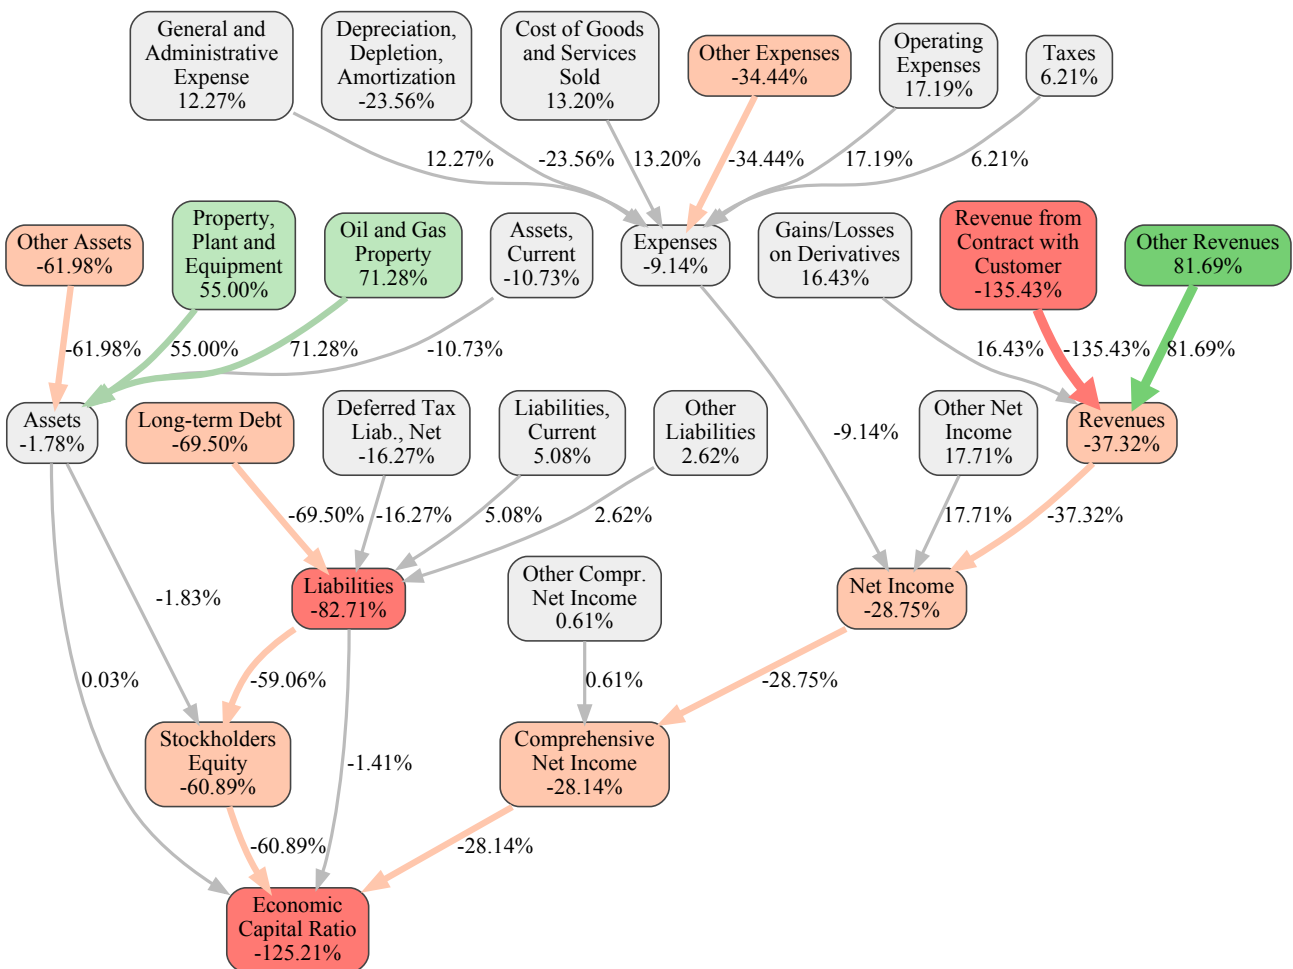 General and
Administrative
Expense
12.27%
Depreciation,
Depletion,
Amortization
-23.56%
Cost of Goods
and Services
Sold
13.20%
Other Expenses
-34.44%
Operating
Expenses
17.19%
Taxes
6.21%
12.27%
-23.56%
13.20%
-34.44%
17.19%
6.21%
Other Assets
-61.98%
Property,
Plant and
Equipment
55.00%
Oil and Gas
Property
71.28%
Assets,
Current
-10.73%
Expenses
-9.14%
Gains/Losses
on Derivatives
16.43%
Revenue from
Contract with
Customer
-135.43%
Other Revenues
81.69%
-61.98%
55.00%
71.28%
-10.73%
16.43%
-135.43%
81.69%
Assets
-1.78%
Long-term Debt
-69.50%
Deferred Tax
Liab., Net
-16.27%
Liabilities,
Current
5.08%
Other
Liabilities
2.62%
-9.14%
Other Net
Income
17.71%
Revenues
-37.32%
-69.50%
-16.27%
5.08%
2.62%
17.71%
-37.32%
-1.83%
Liabilities
-82.71%
Other Compr.
Net Income
0.61%
Net Income
-28.75%
0.03%
-59.06%
0.61%
-28.75%
Stockholders
Equity
-60.89%
-1.41%
Comprehensive
Net Income
-28.14%
-60.89%
-28.14%
Economic
Capital Ratio
-125.21%